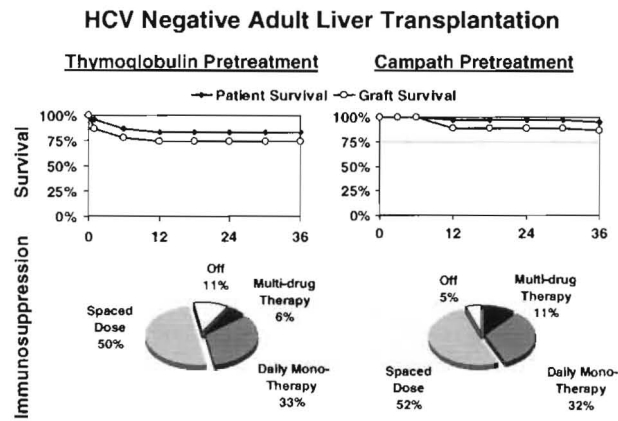 HCV Negative Adult Liver Transplantation
Thymoglobulin Pretreatment
Campath Pretreatment
Patient Survival
Graft Survival
Survival
100%
75%
50%
25%
0%
0
12
24
36
100%
75%
50%
25%
0%
0
12
24
36
Immunosuppression
Off
11%
Multi-drug
Therapy
6%
Spaced
Dose
50%
Daily Mono-
Therapy
33%
Off
5%
Multi-drug
Therapy
11%
Spaced
Dose
52%
Daily Mono-
Therapy
32%